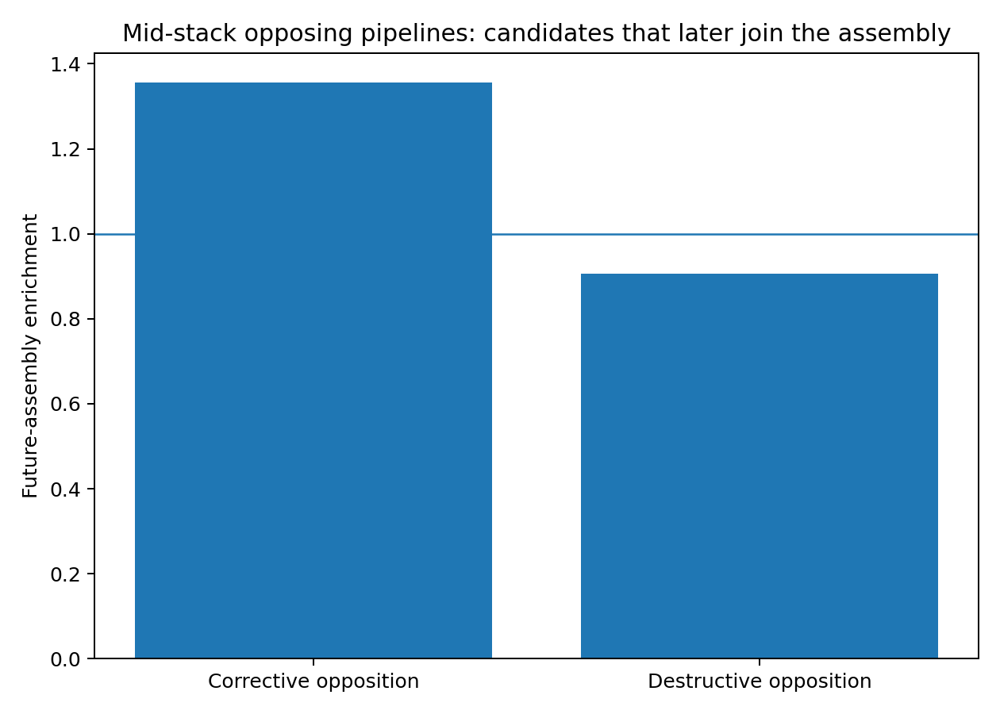 Mid-stack opposing pipelines: candidates that later join the assembly
Future-assembly enrichment
1.4
1.2
1.0
0.8
0.6
0.4
0.2
0.0
Corrective opposition
Destructive opposition